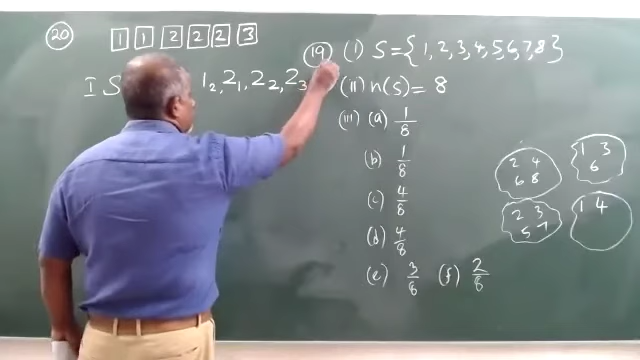 20 1 1 2 2 2 3
I S 1₂, 2₁, 2₂, 2₃
19 (i) S = { 1, 2, 3, 4, 5, 6, 7, 8 }
(ii) n(s) = 8
(iii) (a) 1/8
(b) 1/8
(c) 4/8
(d) 4/8
(e) 3/8 (f) 2/8
2 4
6 8
1 3
6
2 3
5 7
1 4